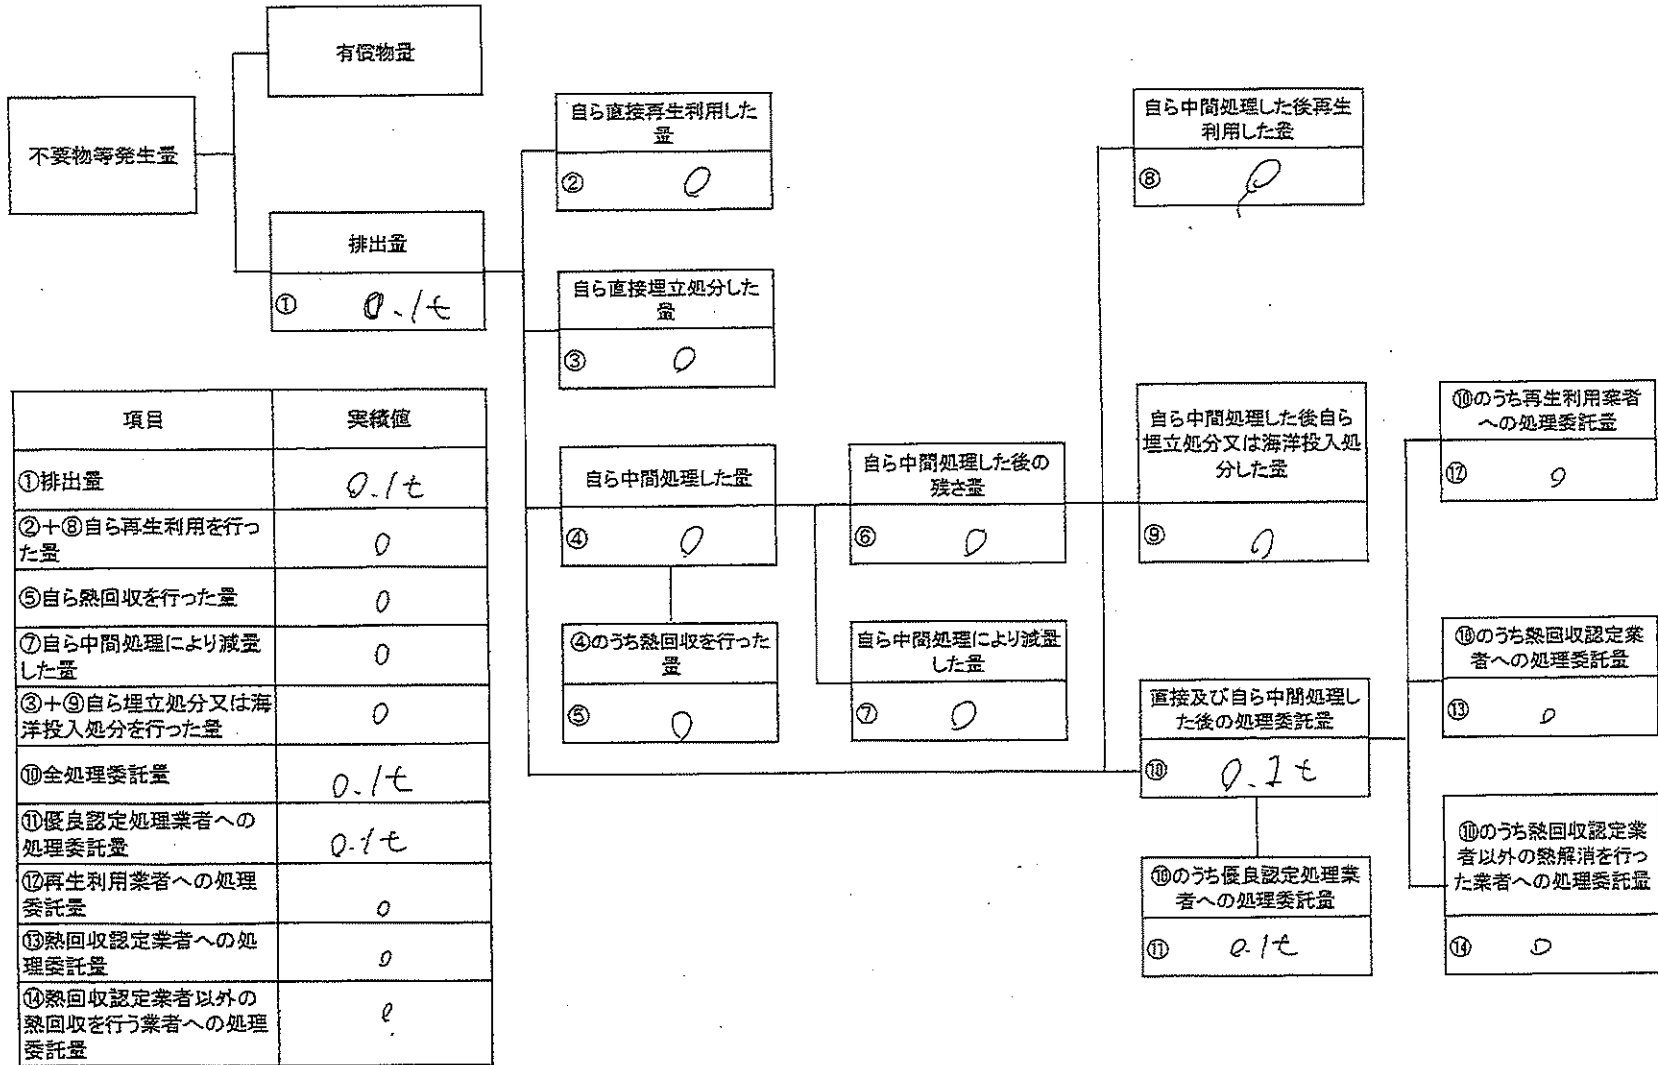 有償物量
不要物等発生量
排出量
① 0.1t
自ら直接再生利用した
量
② 0
自ら直接埋立処分した
量
③ 0
自ら中間処理した量
④ 0
④のうち熱回収を行った
量
⑤ 0
自ら中間処理した後の
残さ量
⑥ 0
自ら中間処理により減量
した量
⑦ 0
自ら中間処理した後再生
利用した量
⑧ 0
自ら中間処理した後自ら
埋立処分又は海洋投入処
分した量
⑨ 0
直接及び自ら中間処理し
た後の処理委託量
⑩ 0.1t
⑩のうち優良認定処理業
者への処理委託量
⑪ 0.1t
⑩のうち再生利用業者
への処理委託量
⑫ 0
⑩のうち熱回収認定業
者への処理委託量
⑬ 0
⑩のうち熱回収認定業
者以外の熱解消を行っ
た業者への処理委託量
⑭ 0
項目 実績値
①排出量 0.1t
②+⑧自ら再生利用を行っ
た量 0
⑤自ら熱回収を行った量 0
⑦自ら中間処理により減量
した量 0
③+⑨自ら埋立処分又は海
洋投入処分を行った量 0
⑩全処理委託量 0.1t
⑪優良認定処理業者への
処理委託量 0.1t
⑫再生利用業者への処理
委託量 0
⑬熱回収認定業者への処
理委託量 0
⑭熱回収認定業者以外の
熱回収を行う業者への処理
委託量 0